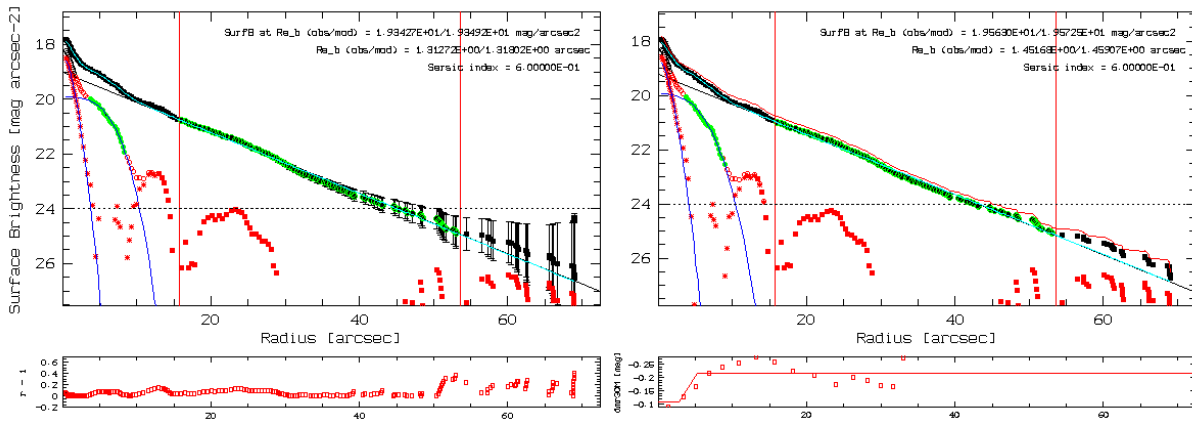 SurfB at Re_b (obs/mod) = 1.93427E+01/1.93492E+01 mag/arcsec2
Re_b (obs/mod) = 1.31272E+00/1.31802E+00 arcsec
Sersic index = 6.00000E-01
Surface Brightness [mag arcsec-2]
18
20
22
24
26
20 40 60
Radius [arcsec]
r - 1
0.6
0.4
0.2
0
-0.2
20 40 60
SurfB at Re_b (obs/mod) = 1.95630E+01/1.95725E+01 mag/arcsec2
Re_b (obs/mod) = 1.45168E+00/1.45907E+00 arcsec
Sersic index = 6.00000E-01
18
20
22
24
26
20 40 60
Radius [arcsec]
[mag]
-0.25
-0.2
-0.15
-0.1
20 40 60